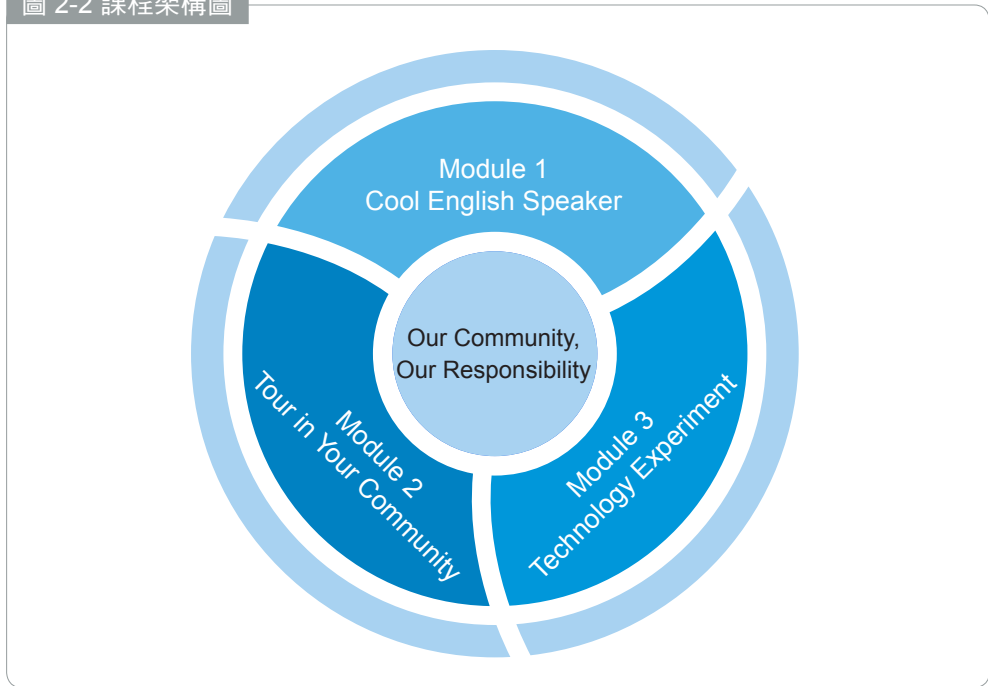 圖 2-2 課程架構圖
Module 1
Cool English Speaker
Our Community,
Our Responsibility
Module 2
Tour in Your Community
Module 3
Technology Experiment